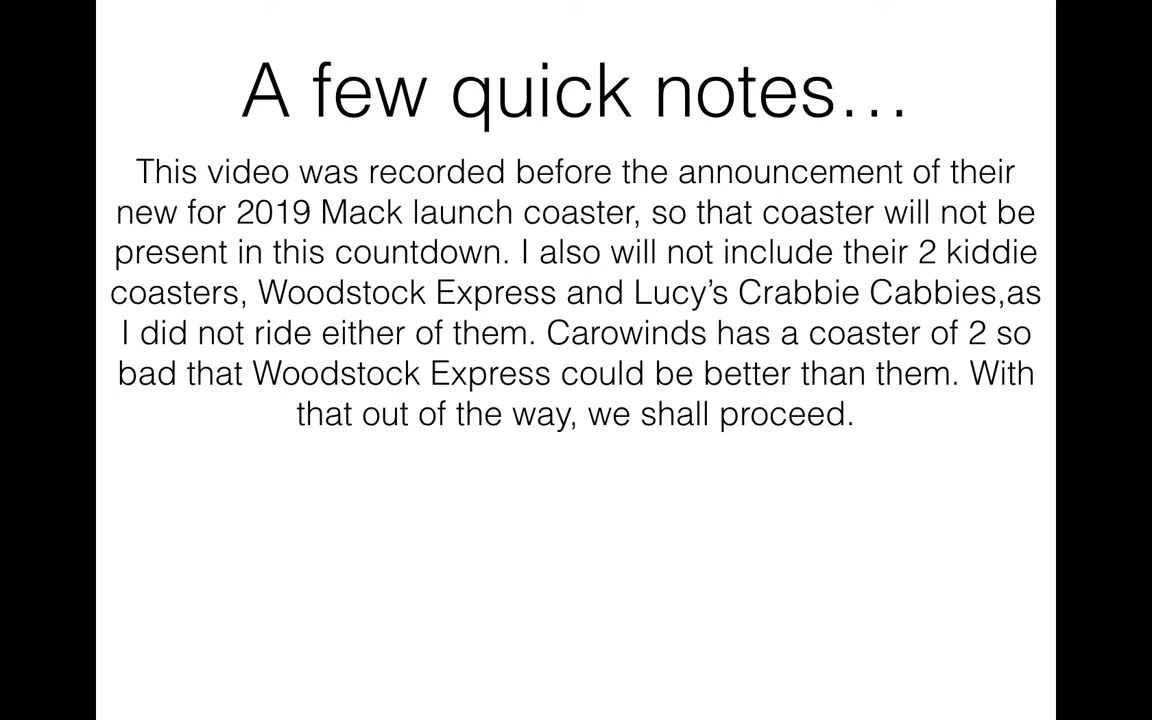 A few quick notes...
This video was recorded before the announcement of their
new for 2019 Mack launch coaster, so that coaster will not be
present in this countdown. I also will not include their 2 kiddie
coasters, Woodstock Express and Lucy’s Crabbie Cabbies,as
I did not ride either of them. Carowinds has a coaster of 2 so
bad that Woodstock Express could be better than them. With
that out of the way, we shall proceed.